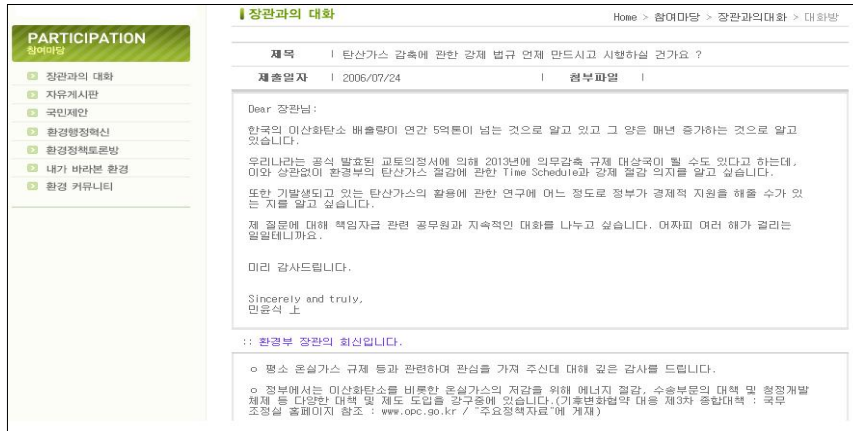 장관과의 대화
Home > 참여마당 > 장관과의대화 > 대화방
PARTICIPATION
참여마당
장관과의 대화
자유게시판
국민제안
환경행정혁신
환경정책토론방
내가 바라본 환경
환경 커뮤니티
제목 | 탄산가스 감축에 관한 강제 법규 언제 만드시고 시행하실 건가요 ?
제출일자 | 2006/07/24 | 첨부파일 |
Dear 장관님:
한국의 이산화탄소 배출량이 연간 5억톤이 넘는 것으로 알고 있고 그 양은 매년 증가하는 것으로 알고
있습니다.
우리나라는 공식 발효된 교토의정서에 의해 2013년에 의무감축 규제 대상국이 될 수도 있다고 하는데,
이와 상관없이 환경부의 탄산가스 절감에 관한 Time Schedule과 강제 절감 의지를 알고 싶습니다.
또한 기발생되고 있는 탄산가스의 활용에 관한 연구에 어느 정도로 정부가 경제적 지원을 해줄 수가 있
는 지를 알고 싶습니다.
제 질문에 대해 책임자급 관련 공무원과 지속적인 대화를 나누고 싶습니다. 어짜피 여러 해가 걸리는
일일테니까요.
미리 감사드립니다.
Sincerely and truly,
민윤식 上
:: 환경부 장관의 회신입니다.
ㅇ 평소 온실가스 규제 등과 관련하여 관심을 가져 주신데 대해 깊은 감사를 드립니다.
ㅇ 정부에서는 이산화탄소를 비롯한 온실가스의 저감을 위해 에너지 절감, 수송부문의 대책 및 청정개발
체제 등 다양한 대책 및 제도 도입을 강구중에 있습니다.(기후변화협약 대응 제3차 종합대책 : 국무
조정실 홈페이지 참조 : www.opc.go.kr / "주요정책자료"에 게재)